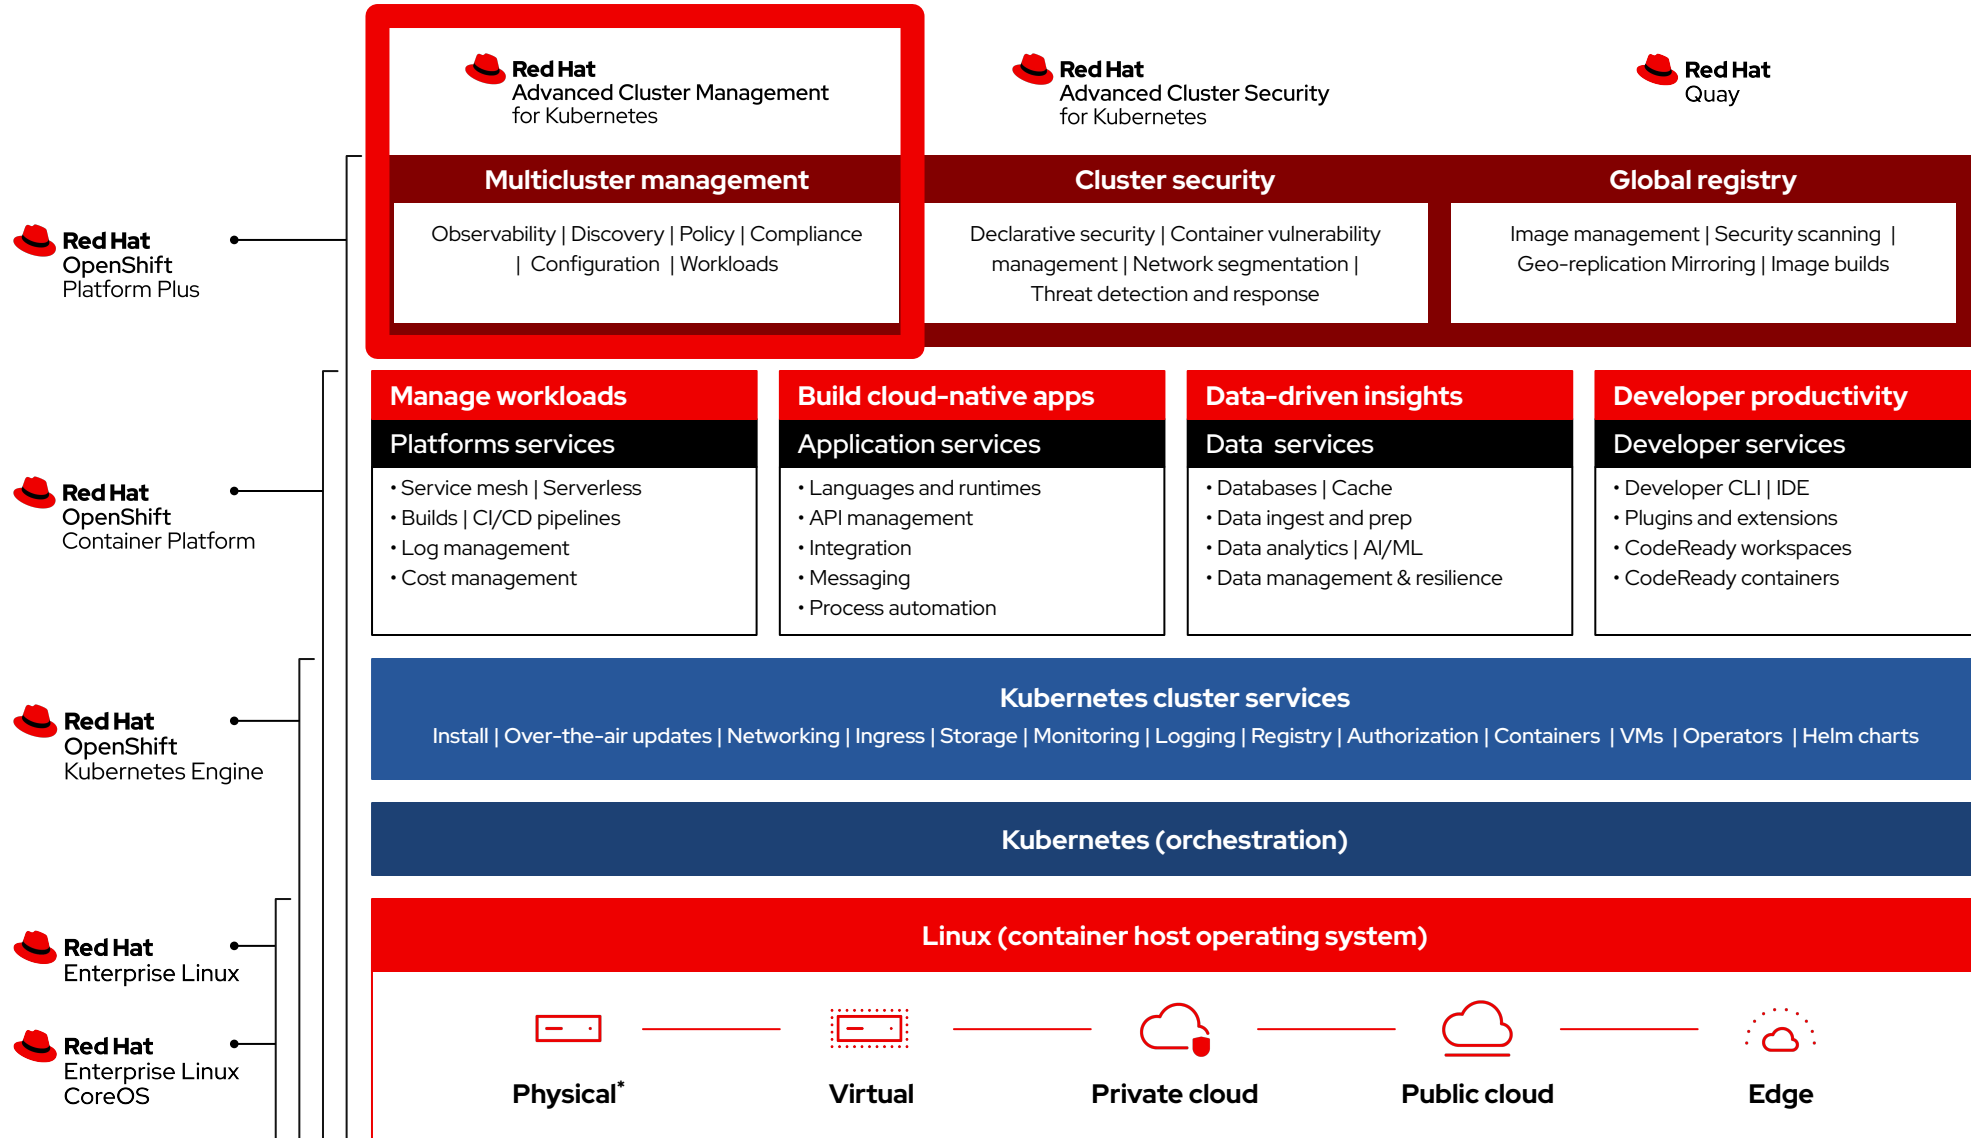 Red Hat
Advanced Cluster Management
for Kubernetes
Red Hat
Advanced Cluster Security
for Kubernetes
Red Hat
Quay
Red Hat
OpenShift
Platform Plus
Multicluster management
Observability | Discovery | Policy | Compliance
| Configuration | Workloads
Cluster security
Declarative security | Container vulnerability
management | Network segmentation |
Threat detection and response
Global registry
Image management | Security scanning |
Geo-replication Mirroring | Image builds
Red Hat
OpenShift
Container Platform
Manage workloads
Platforms services
• Service mesh | Serverless
• Builds | CI/CD pipelines
• Log management
• Cost management
Build cloud-native apps
Application services
• Languages and runtimes
• API management
• Integration
• Messaging
• Process automation
Data-driven insights
Data services
• Databases | Cache
• Data ingest and prep
• Data analytics | AI/ML
• Data management & resilience
Developer productivity
Developer services
• Developer CLI | IDE
• Plugins and extensions
• CodeReady workspaces
• CodeReady containers
Red Hat
OpenShift
Kubernetes Engine
Kubernetes cluster services
Install | Over-the-air updates | Networking | Ingress | Storage | Monitoring | Logging | Registry | Authorization | Containers | VMs | Operators | Helm charts
Kubernetes (orchestration)
Red Hat
Enterprise Linux
Linux (container host operating system)
Red Hat
Enterprise Linux
CoreOS
Physical*
Virtual
Private cloud
Public cloud
Edge